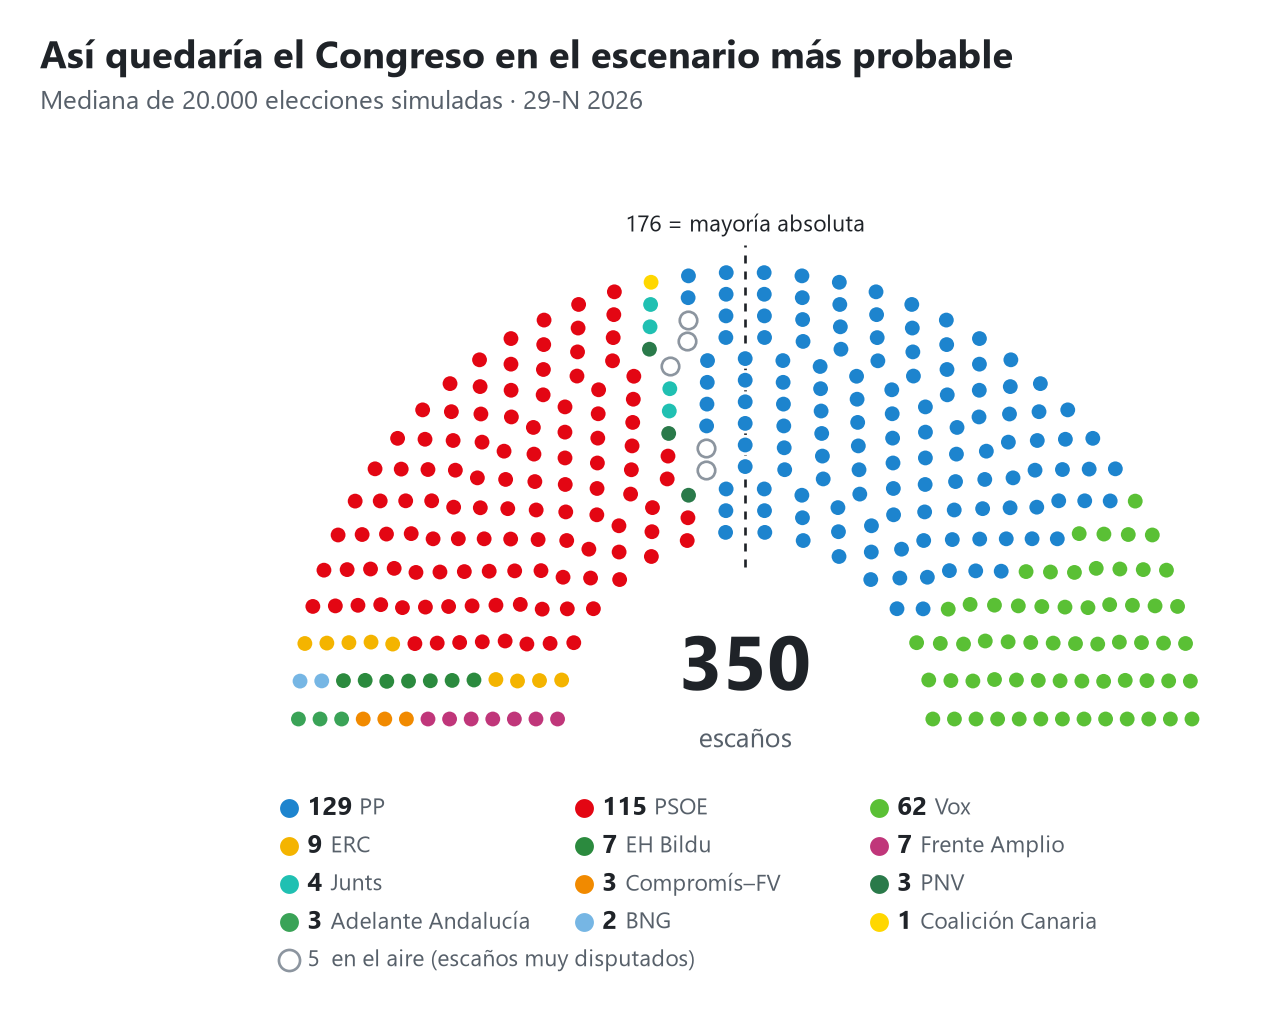 Así quedaría el Congreso en el escenario más probable
Mediana de 20.000 elecciones simuladas · 29-N 2026
176 = mayoría absoluta
350
escaños
129 PP
115 PSOE
62 Vox
9 ERC
7 EH Bildu
7 Frente Amplio
4 Junts
3 Compromís–FV
3 PNV
3 Adelante Andalucía
2 BNG
1 Coalición Canaria
5 en el aire (escaños muy disputados)